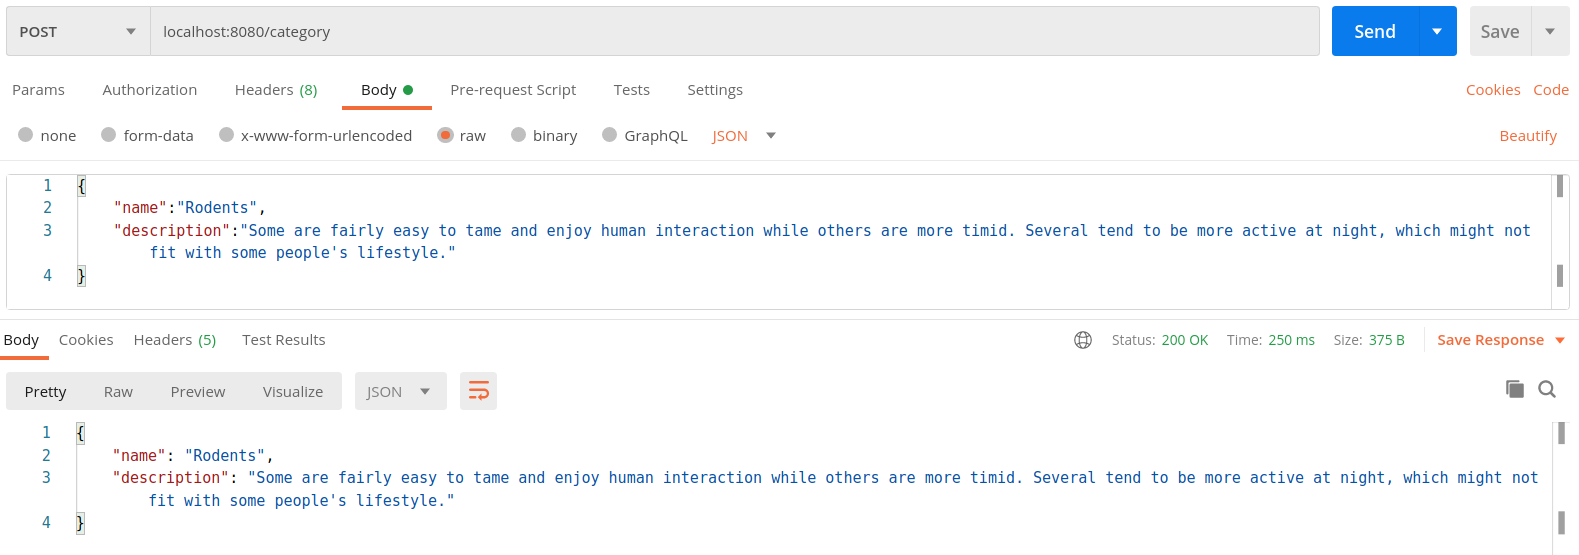 POST localhost:8080/category Send Save
Params Authorization Headers (8) Body Pre-request Script Tests Settings Cookies Code
none form-data x-www-form-urlencoded raw binary GraphQL JSON Beautify
1 {
2 "name":"Rodents",
3 "description":"Some are fairly easy to tame and enjoy human interaction while others are more timid. Several tend to be more active at night, which might not
fit with some people's lifestyle."
4 }
Body Cookies Headers (5) Test Results Status: 200 OK Time: 250 ms Size: 375 B Save Response
Pretty Raw Preview Visualize JSON
1 {
2 "name": "Rodents",
3 "description": "Some are fairly easy to tame and enjoy human interaction while others are more timid. Several tend to be more active at night, which might not
fit with some people's lifestyle."
4 }